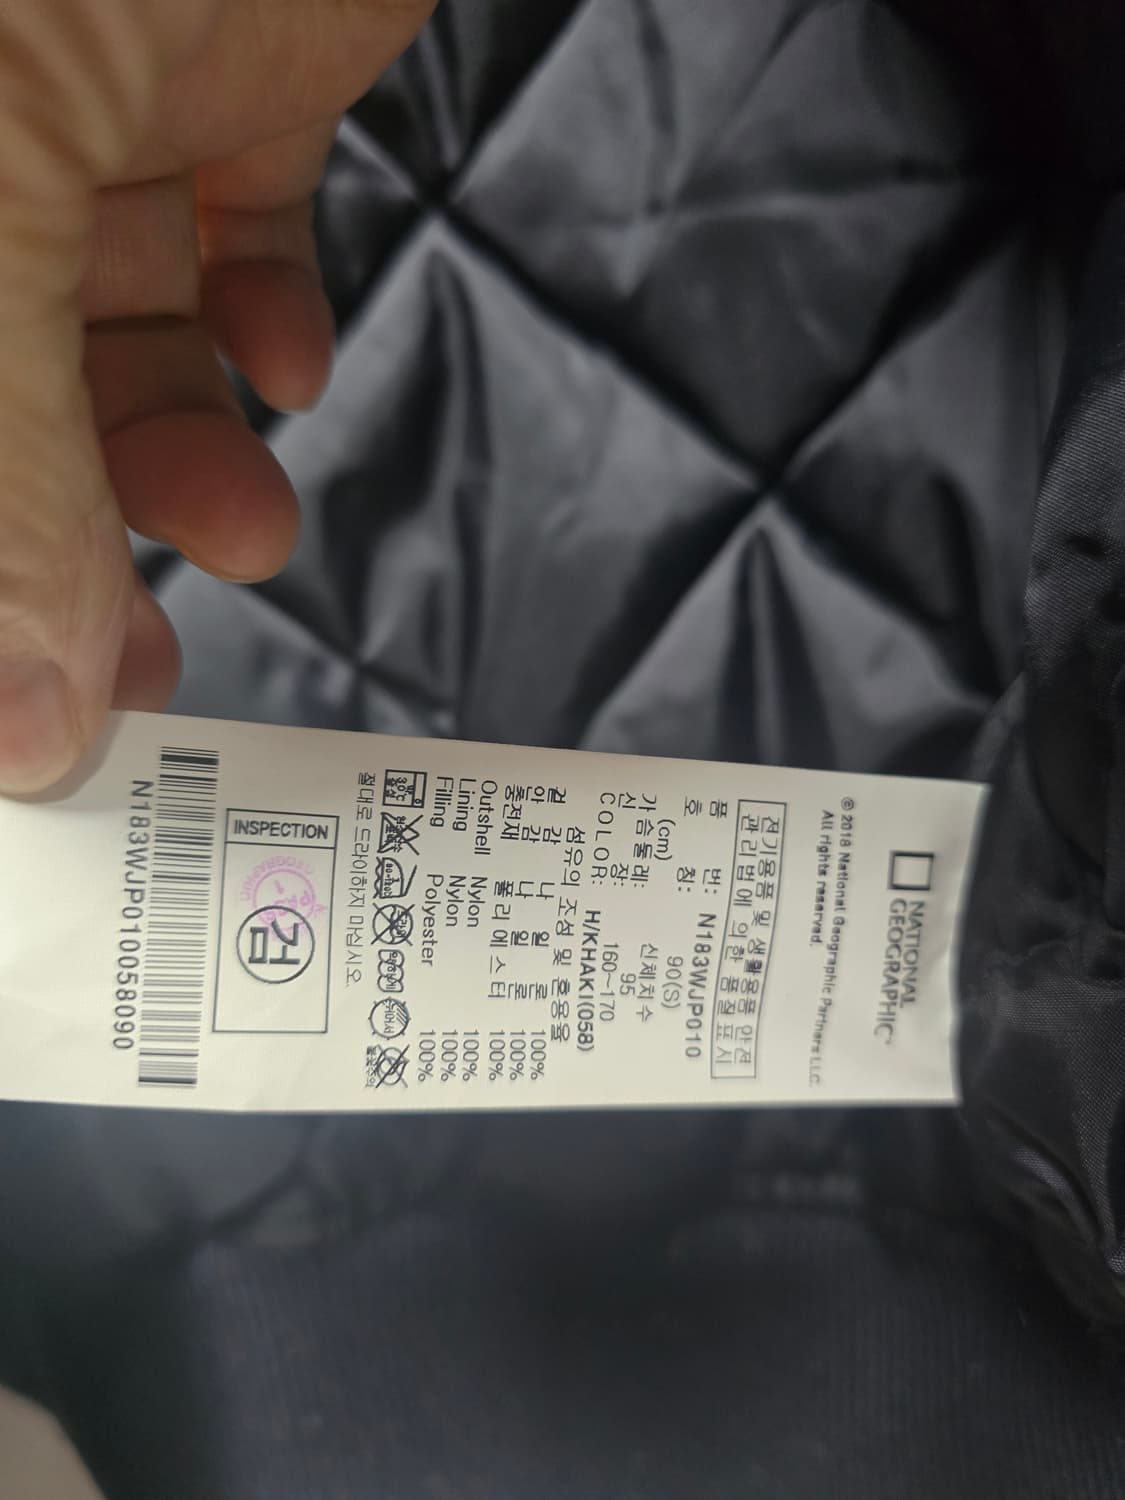 NATIONAL
GEOGRAPHIC
© 2018 National Geographic Partners LLC.
All rights reserved.
전기용품 및 생활용품 안전
관리법에 의한 품질표시
품 번: N183WJP010
호 칭: 90(S)
(cm) 신체치수
가슴둘레: 95
신 장: 160~170
COLOR: H/KHAKI(058)
섬유의 조성 및 혼용율
겉 감 나 일 론 100%
안 감 나 일 론 100%
충전재 폴리에스터 100%
Outshell Nylon 100%
Lining Nylon 100%
Filling Polyester 100%
30℃
절대로 드라이하지 마십시오.
INSPECTION
검
N183WJP010058090